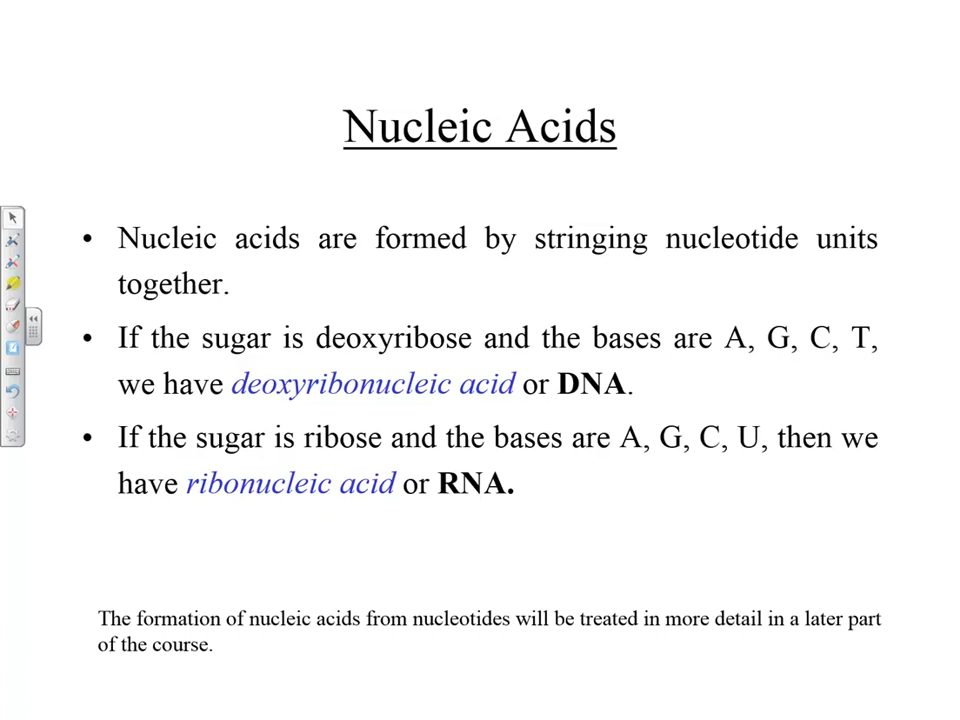 Nucleic Acids
• Nucleic acids are formed by stringing nucleotide units
together.
• If the sugar is deoxyribose and the bases are A, G, C, T,
we have deoxyribonucleic acid or DNA.
• If the sugar is ribose and the bases are A, G, C, U, then we
have ribonucleic acid or RNA.
The formation of nucleic acids from nucleotides will be treated in more detail in a later part
of the course.